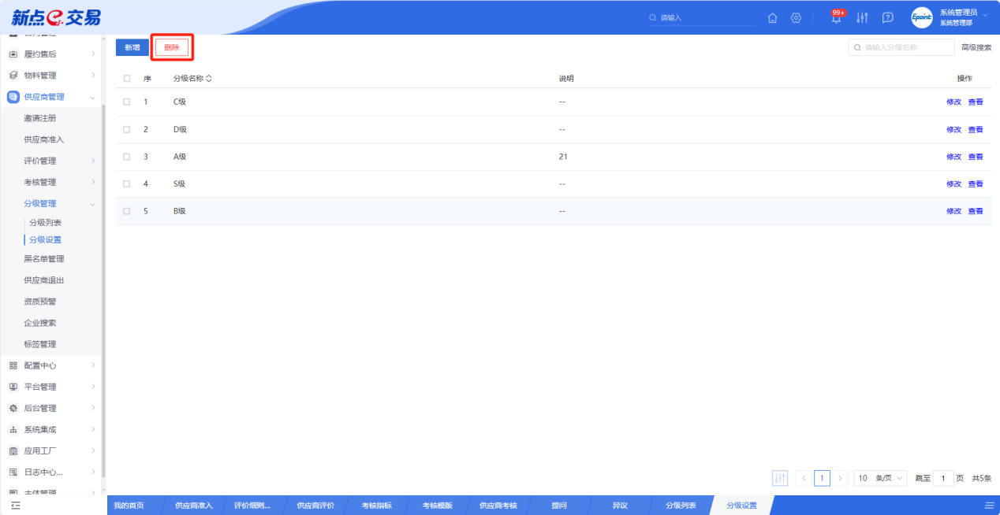 新点e交易
请输入
99+
Epoint
系统管理员
系统管理部
履约售后
物料管理
供应商管理
邀请注册
供应商准入
评价管理
考核管理
分级管理
分级列表
分级设置
黑名单管理
供应商退出
资质预警
企业搜索
标签管理
配置中心
平台管理
后台管理
系统集成
应用工厂
日志中心...
新增
删除
请输入分级名称
高级搜索
序 分级名称 说明 操作
1 C级 -- 修改 查看
2 D级 -- 修改 查看
3 A级 21 修改 查看
4 S级 -- 修改 查看
5 B级 -- 修改 查看
1 10 条/页 跳至 1 页 共5条
我的首页 供应商准入 评价细则... 供应商评价 考核指标 考核模版 供应商考核 提问 异议 分级列表 分级设置